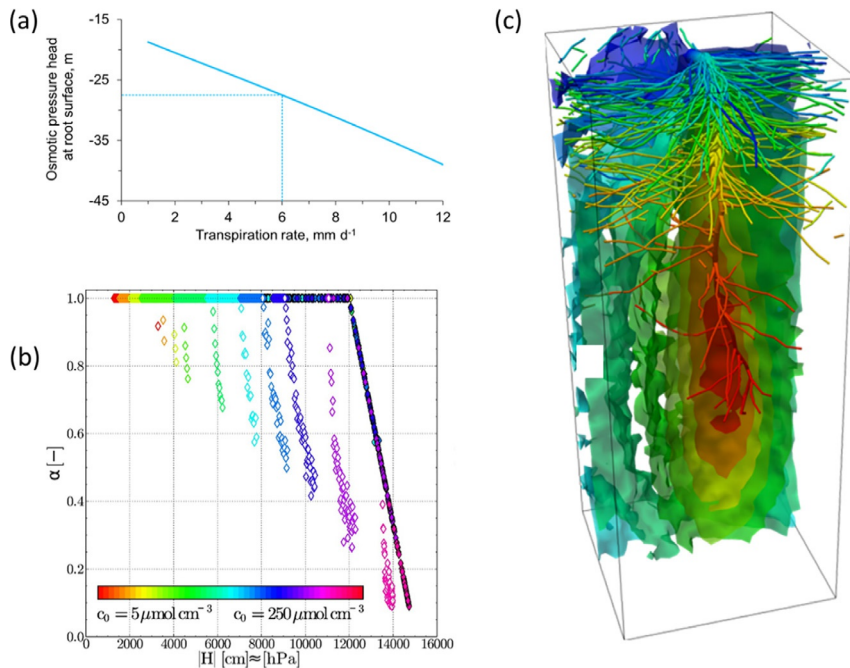 (a)
-15
-25
-35
-45
Osmotic pressure head
at root surface, m
0 2 4 6 8 10 12
Transpiration rate, mm d⁻¹
(b)
1.0
0.8
0.6
0.4
0.2
0.0
α [−]
c₀ = 5 μmol cm⁻³ c₀ = 250 μmol cm⁻³
0 2000 4000 6000 8000 10000 12000 14000 16000
|H| [cm]≈[hPa]
(c)